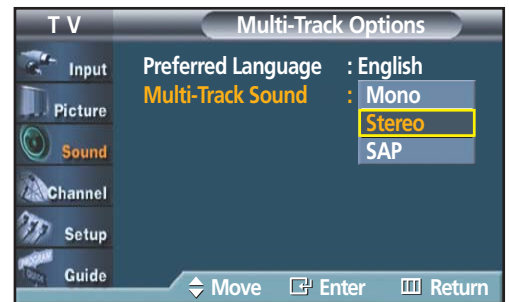 T V
Multi-Track Options
Input
Picture
Sound
Channel
Setup
Guide
Preferred Language : English
Multi-Track Sound : Mono
Stereo
SAP
Move Enter Return